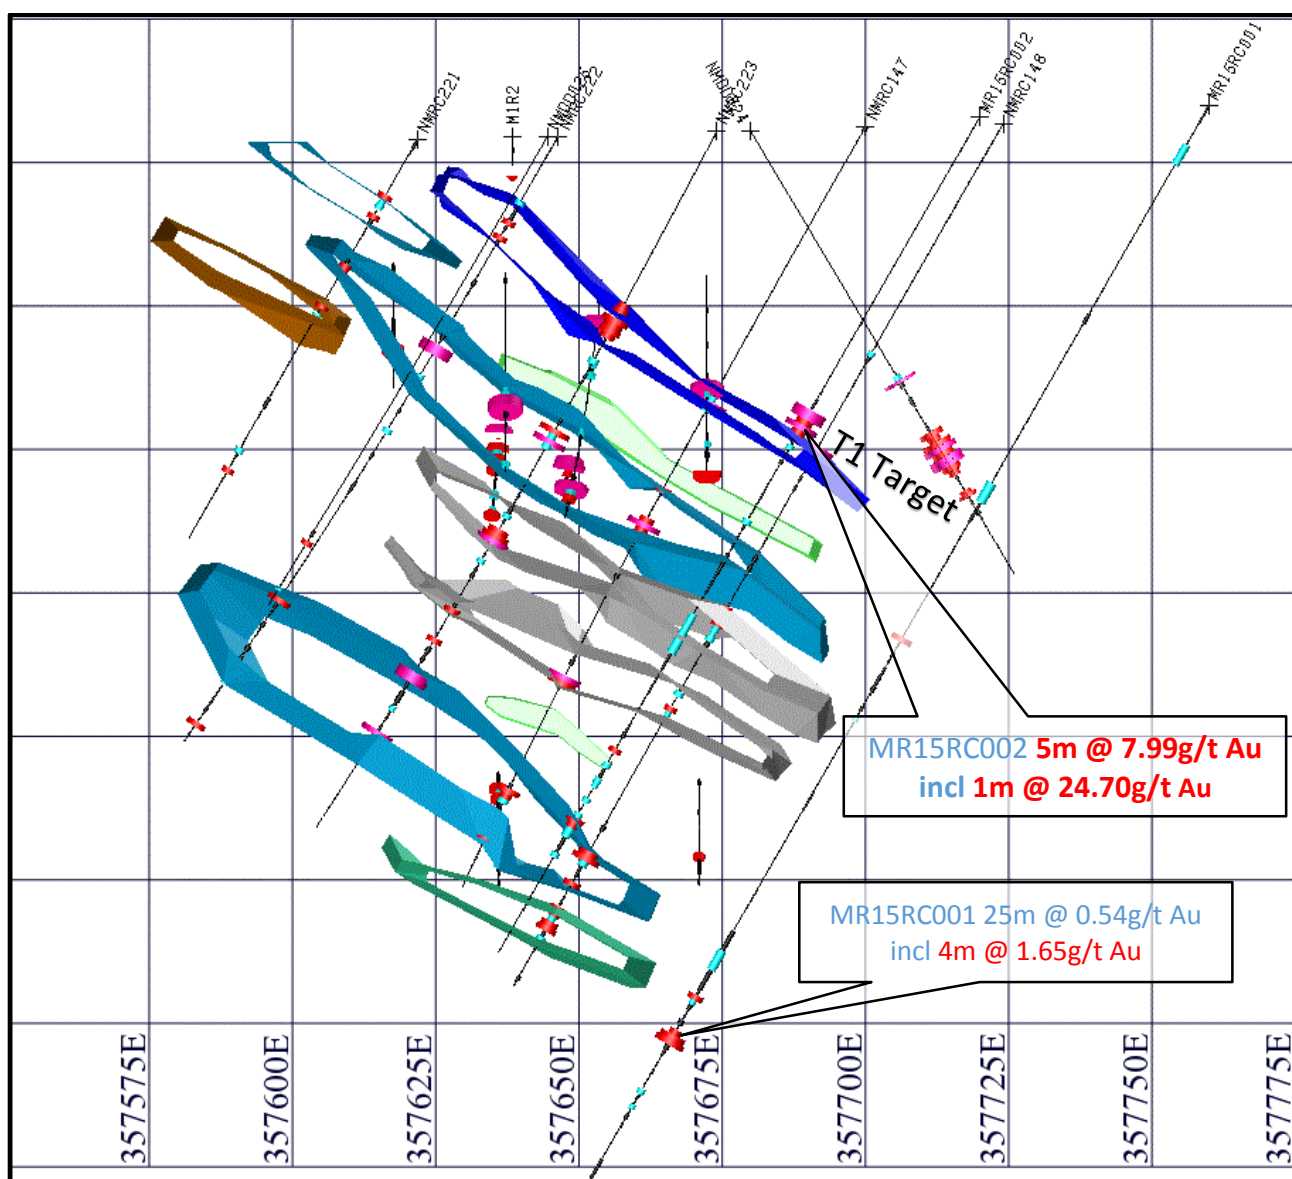 NMRC221
M1R2
NMRC222
NMRC223
NMRC147
MR15RC002
NMRC148
MR15RC001
T1 Target
MR15RC002 5m @ 7.99g/t Au
incl 1m @ 24.70g/t Au
MR15RC001 25m @ 0.54g/t Au
incl 4m @ 1.65g/t Au
357575E
357600E
357625E
357650E
357675E
357700E
357725E
357750E
357775E